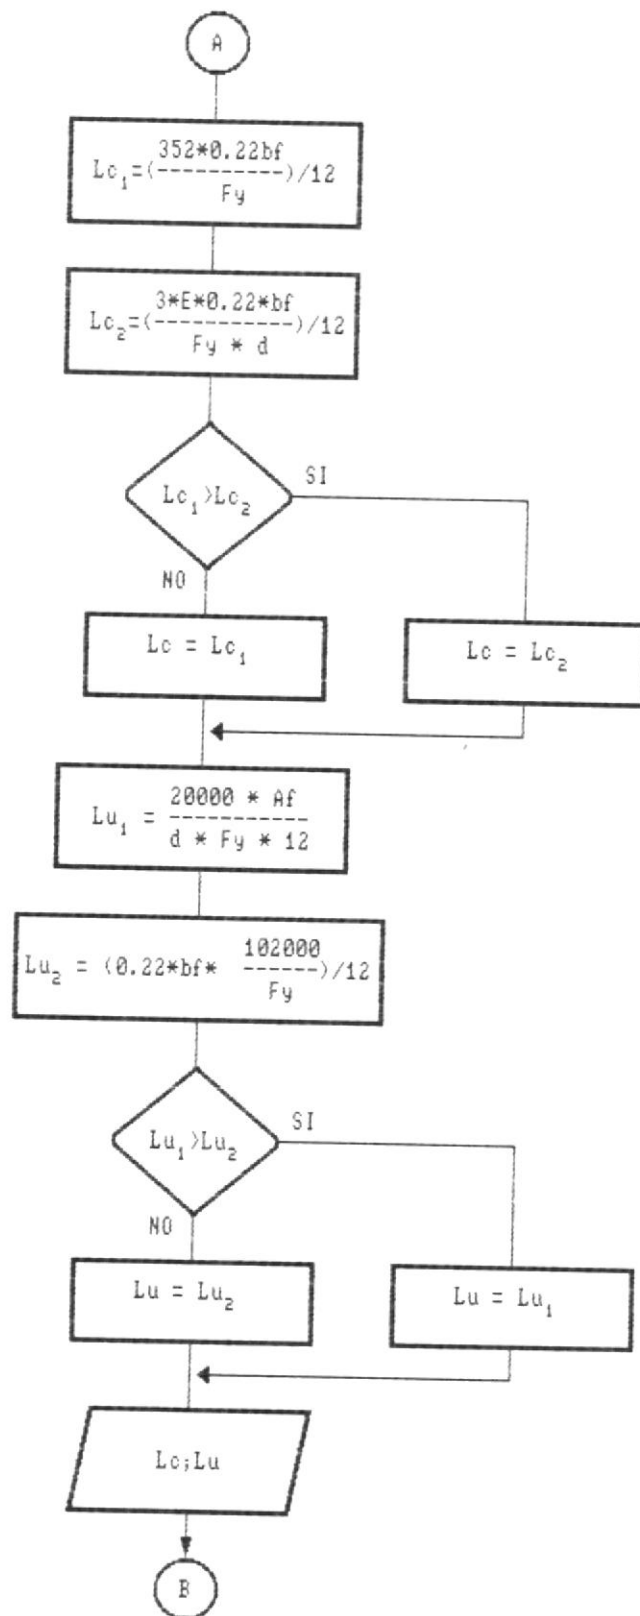 A
352*0.22bf
Lc₁=(-----------)/12
Fy
3*E*0.22*bf
Lc₂=(-----------)/12
Fy * d
Lc₁>Lc₂
SI
NO
Lc = Lc₁
Lc = Lc₂
20000 * Af
Lu₁ = ------------
d * Fy * 12
102000
Lu₂ = (0.22*bf* ------)/12
Fy
Lu₁>Lu₂
SI
NO
Lu = Lu₂
Lu = Lu₁
Lc;Lu
B